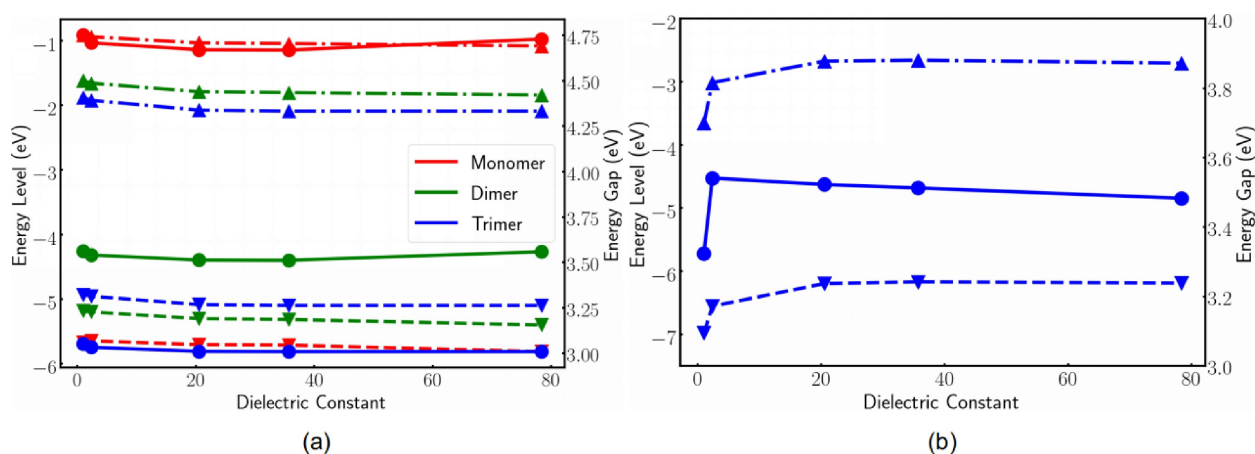 −1
−2
−3
−4
−5
−6
Energy Level (eV)
4.75
4.50
4.25
4.00
3.75
3.50
3.25
3.00
Energy Gap (eV)
Monomer
Dimer
Trimer
0 20 40 60 80
Dielectric Constant
(a)
−2
−3
−4
−5
−6
−7
Energy Level (eV)
4.0
3.8
3.6
3.4
3.2
3.0
Energy Gap (eV)
0 20 40 60 80
Dielectric Constant
(b)